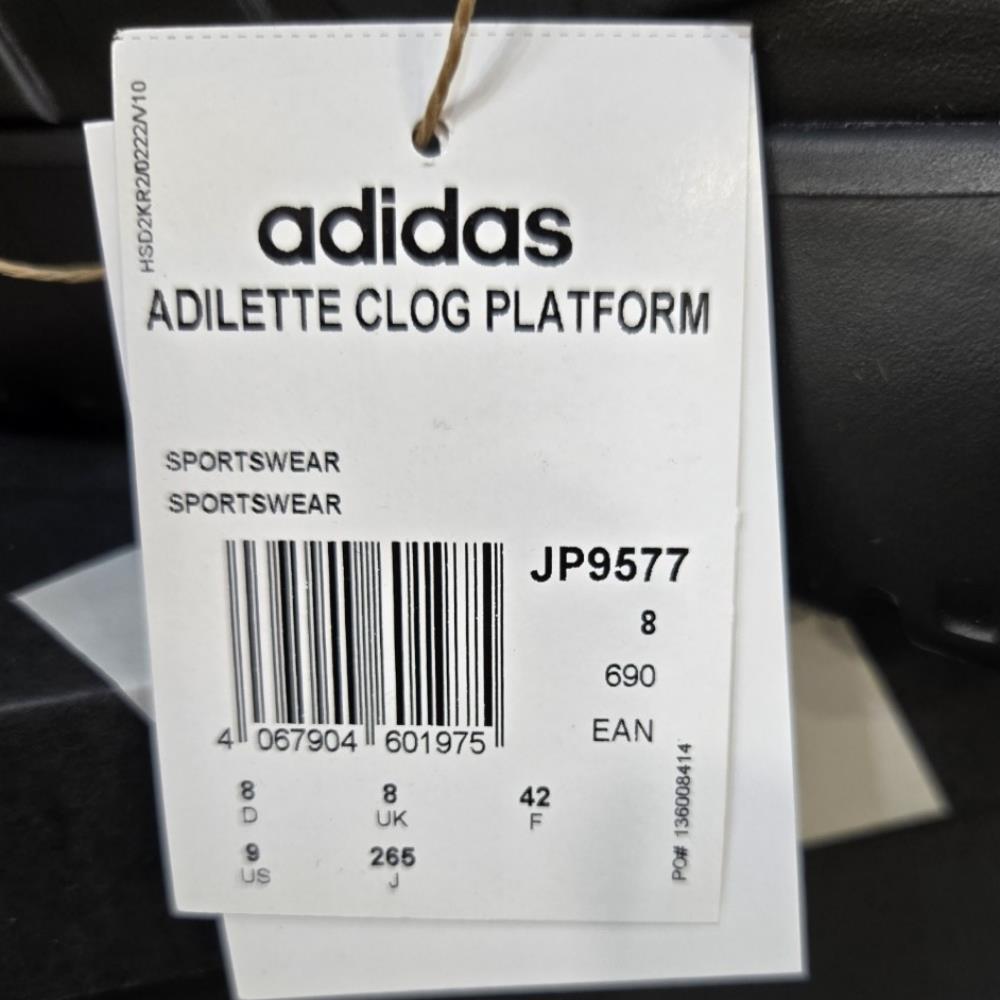 HSD2KR2/0222/V10
adidas
ADILETTE CLOG PLATFORM
SPORTSWEAR
SPORTSWEAR
JP9577
8
690
EAN
4 067904 601975
8 8 42
D UK F
9 265
US J
PO# 136008414